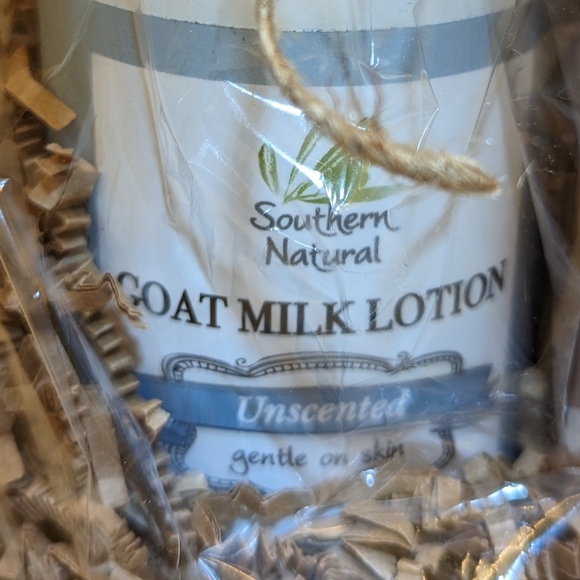 Southern
Natural
GOAT MILK LOTION
Unscented
gentle on skin